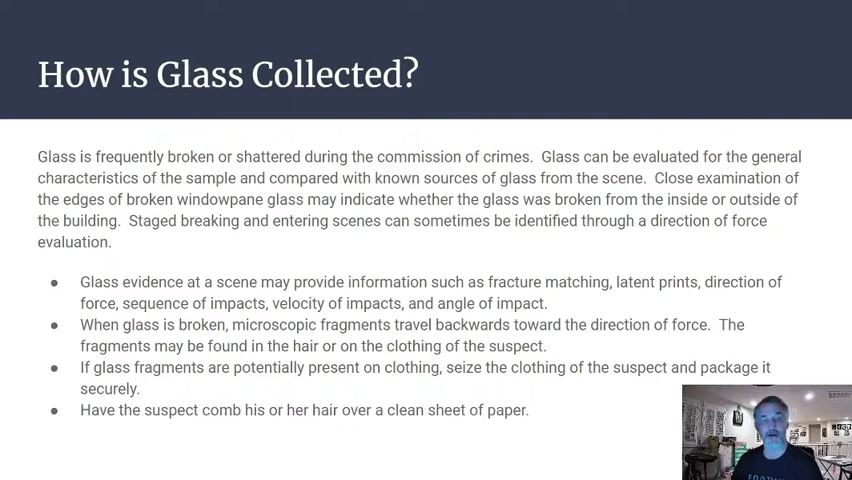 How is Glass Collected?
Glass is frequently broken or shattered during the commission of crimes.  Glass can be evaluated for the general
characteristics of the sample and compared with known sources of glass from the scene.  Close examination of
the edges of broken windowpane glass may indicate whether the glass was broken from the inside or outside of
the building.  Staged breaking and entering scenes can sometimes be identified through a direction of force
evaluation.
● Glass evidence at a scene may provide information such as fracture matching, latent prints, direction of
force, sequence of impacts, velocity of impacts, and angle of impact.
● When glass is broken, microscopic fragments travel backwards toward the direction of force.  The
fragments may be found in the hair or on the clothing of the suspect.
● If glass fragments are potentially present on clothing, seize the clothing of the suspect and package it
securely.
● Have the suspect comb his or her hair over a clean sheet of paper.